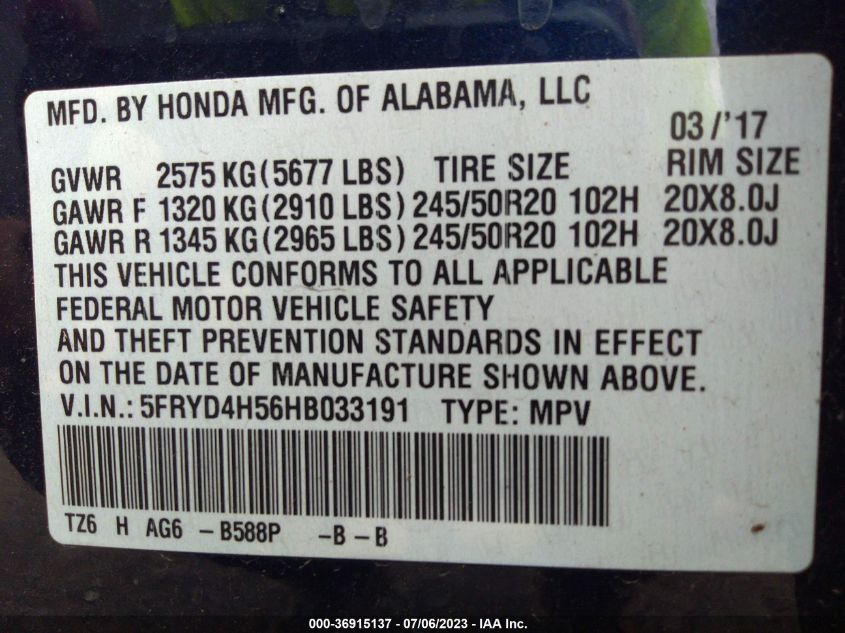 MFD. BY HONDA MFG. OF ALABAMA, LLC
03/'17
GVWR 2575 KG(5677 LBS) TIRE SIZE RIM SIZE
GAWR F 1320 KG(2910 LBS) 245/50R20 102H 20X8.0J
GAWR R 1345 KG(2965 LBS) 245/50R20 102H 20X8.0J
THIS VEHICLE CONFORMS TO ALL APPLICABLE
FEDERAL MOTOR VEHICLE SAFETY
AND THEFT PREVENTION STANDARDS IN EFFECT
ON THE DATE OF MANUFACTURE SHOWN ABOVE.
V.I.N.: 5FRYD4H56HB033191 TYPE: MPV
TZ6 H AG6 -B588P -B-B
000-36915137 - 07/06/2023 - IAA Inc.